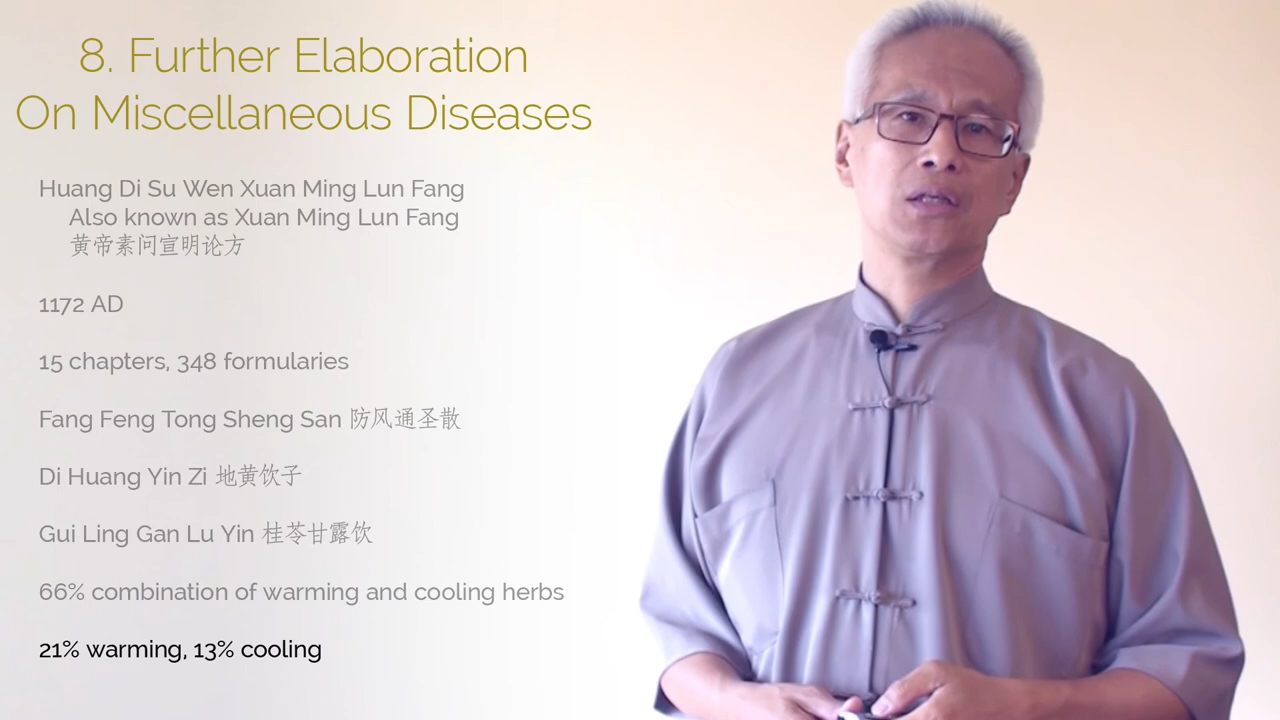 8. Further Elaboration
On Miscellaneous Diseases
Huang Di Su Wen Xuan Ming Lun Fang
Also known as Xuan Ming Lun Fang
黄帝素问宣明论方
1172 AD
15 chapters, 348 formularies
Fang Feng Tong Sheng San 防风通圣散
Di Huang Yin Zi 地黄饮子
Gui Ling Gan Lu Yin 桂苓甘露饮
66% combination of warming and cooling herbs
21% warming, 13% cooling